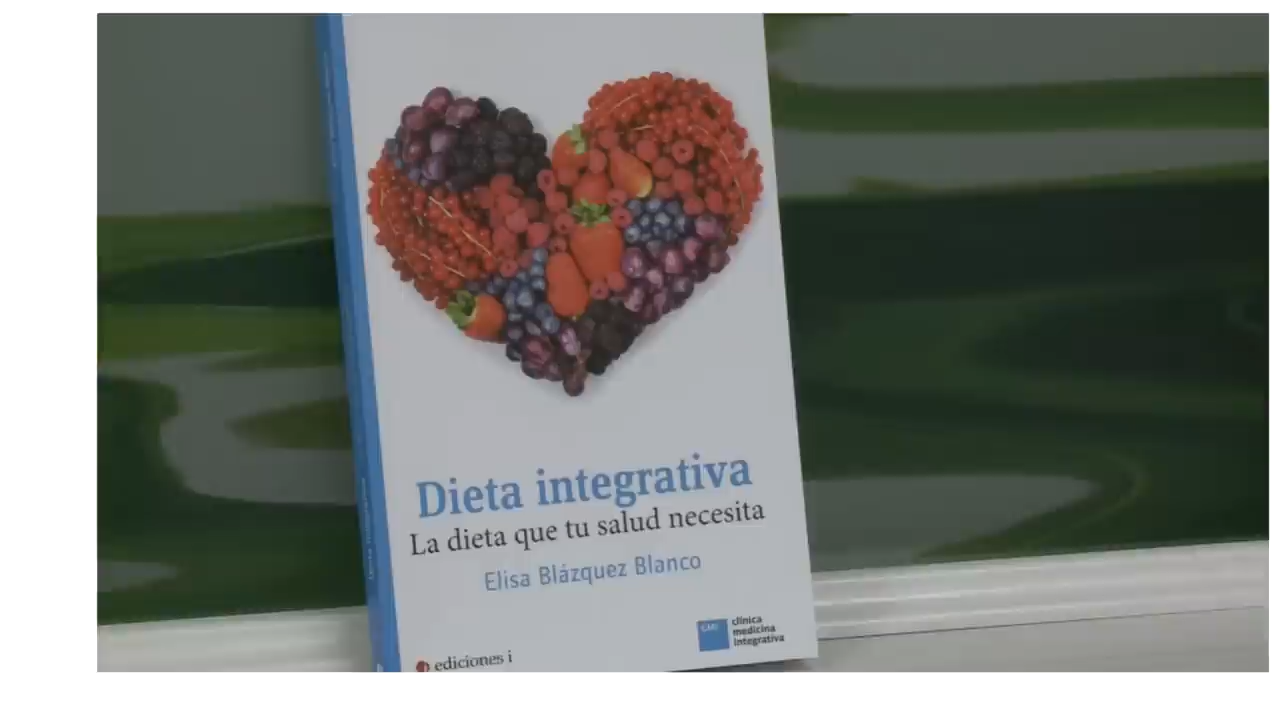 Dieta integrativa
La dieta que tu salud necesita
Elisa Blázquez Blanco
CMI
clínica
medicina
integrativa
ediciones i